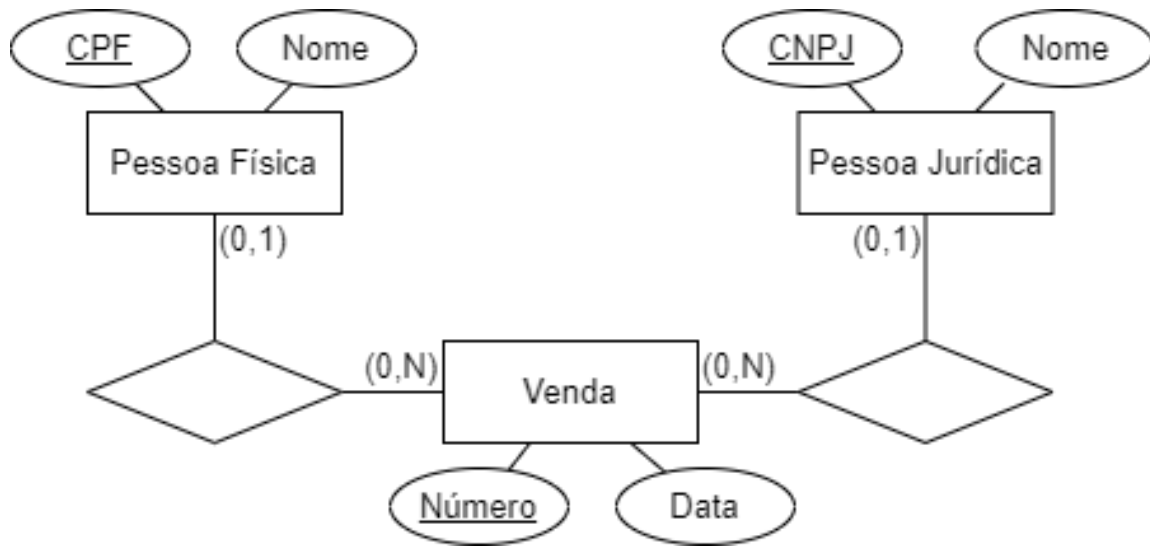 CPF
Nome
CNPJ
Nome
Pessoa Física
Pessoa Jurídica
(0,1)
(0,1)
(0,N)
Venda
(0,N)
Número
Data